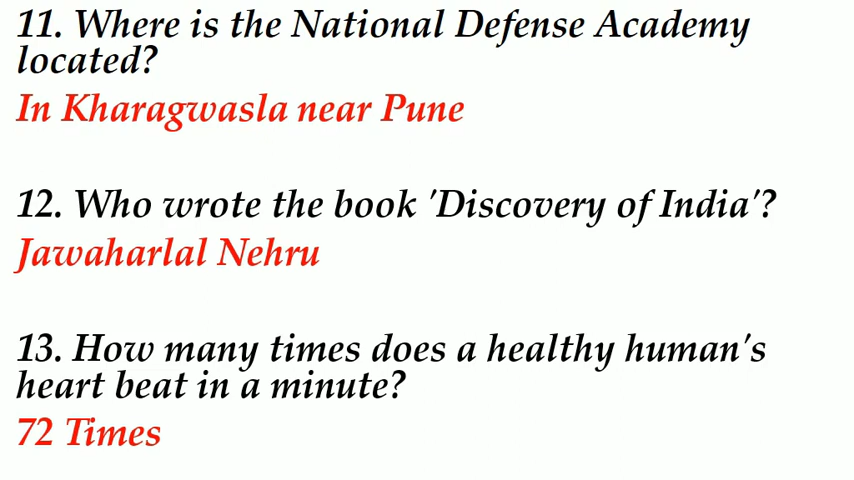 11. Where is the National Defense Academy
located?
In Kharagwasla near Pune
12. Who wrote the book 'Discovery of India'?
Jawaharlal Nehru
13. How many times does a healthy human's
heart beat in a minute?
72 Times